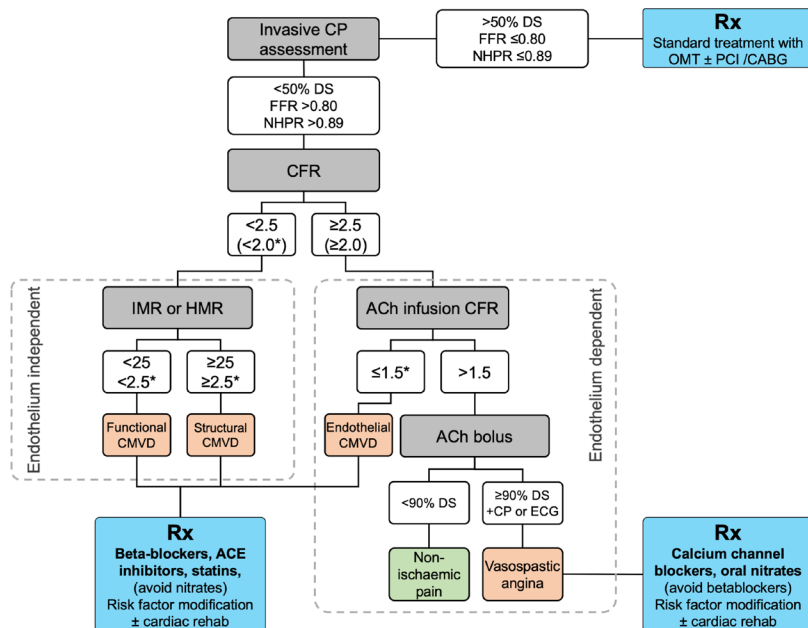 Invasive CP
assessment
>50% DS
FFR ≤0.80
NHPR ≤0.89
Rx
Standard treatment with
OMT ± PCI /CABG
<50% DS
FFR >0.80
NHPR >0.89
CFR
<2.5
(<2.0*)
≥2.5
(≥2.0)
Endothelium independent
IMR or HMR
<25
<2.5*
≥25
≥2.5*
Functional
CMVD
Structural
CMVD
Endothelium dependent
ACh infusion CFR
≤1.5*
>1.5
Endothelial
CMVD
ACh bolus
<90% DS
≥90% DS
+CP or ECG
Non-
ischaemic
pain
Vasospastic
angina
Rx
Beta-blockers, ACE
inhibitors, statins,
(avoid nitrates)
Risk factor modification
± cardiac rehab
Rx
Calcium channel
blockers, oral nitrates
(avoid betablockers)
Risk factor modification
± cardiac rehab